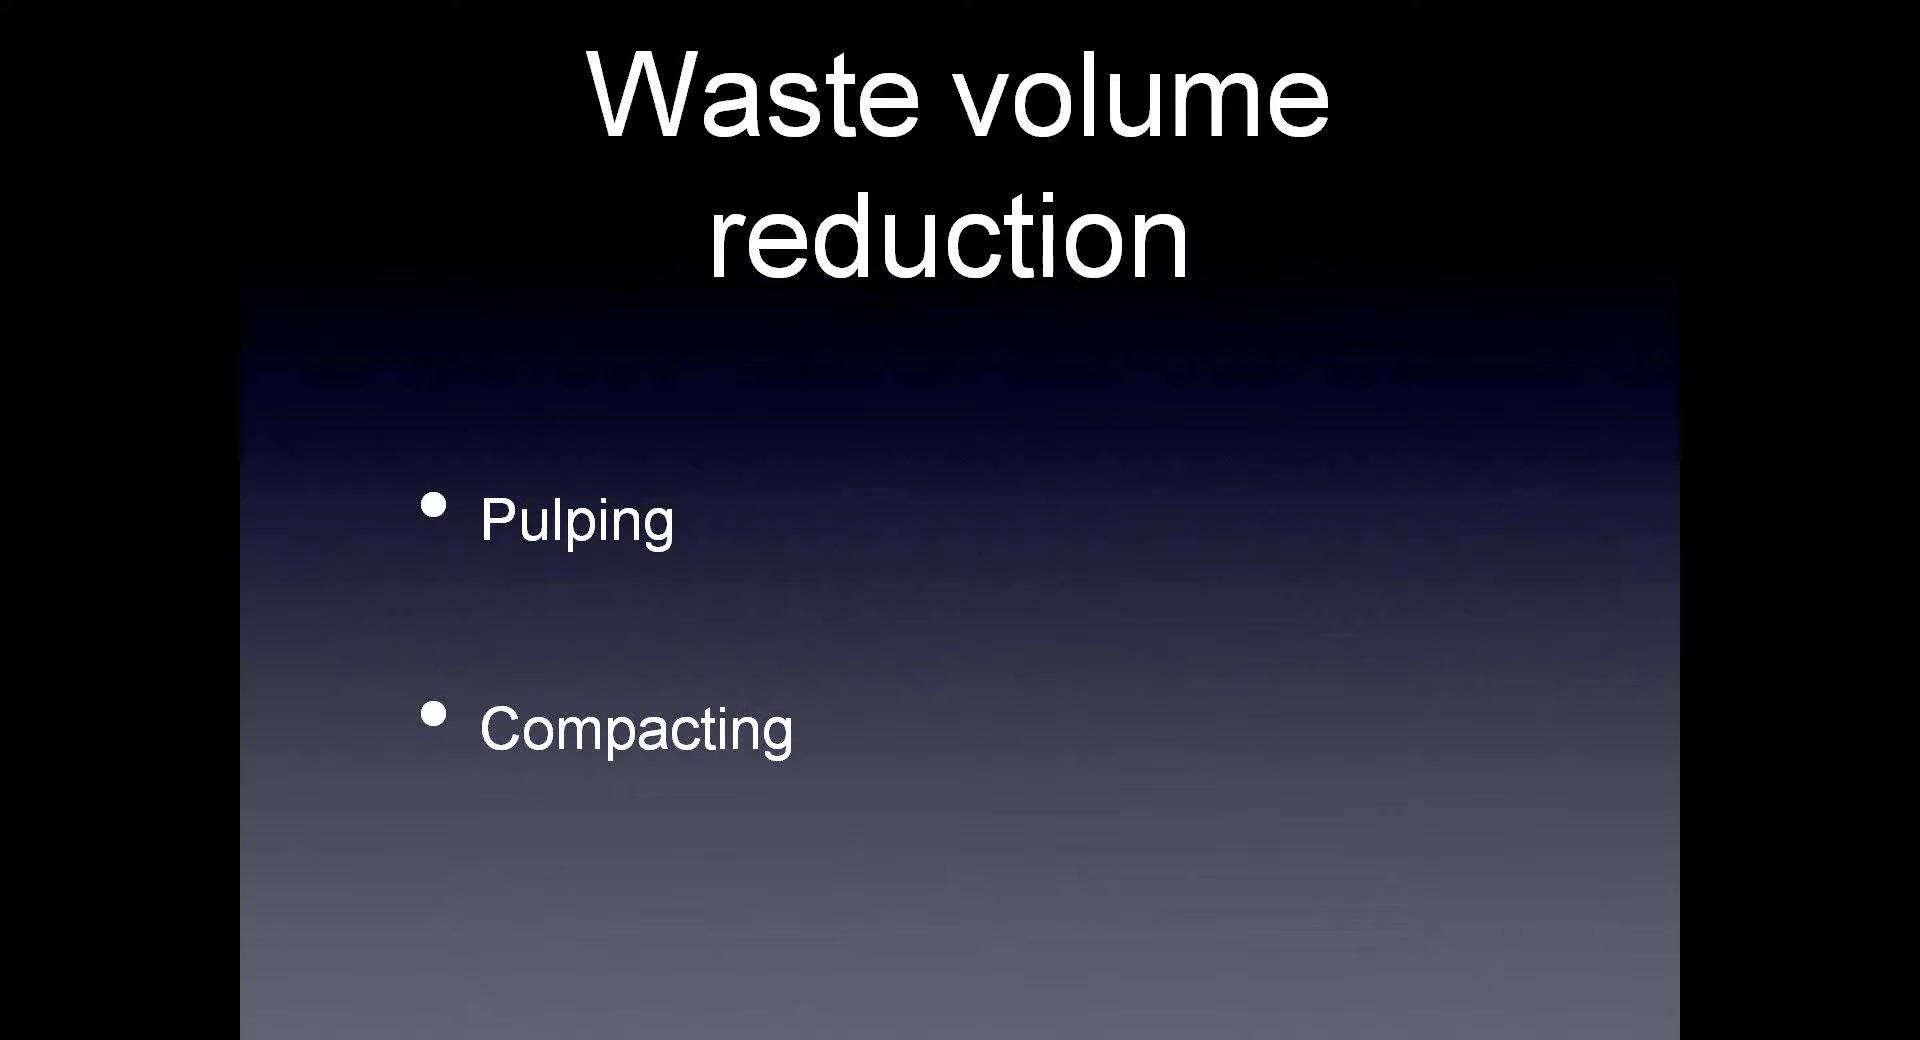 Waste volume
reduction
• Pulping
• Compacting